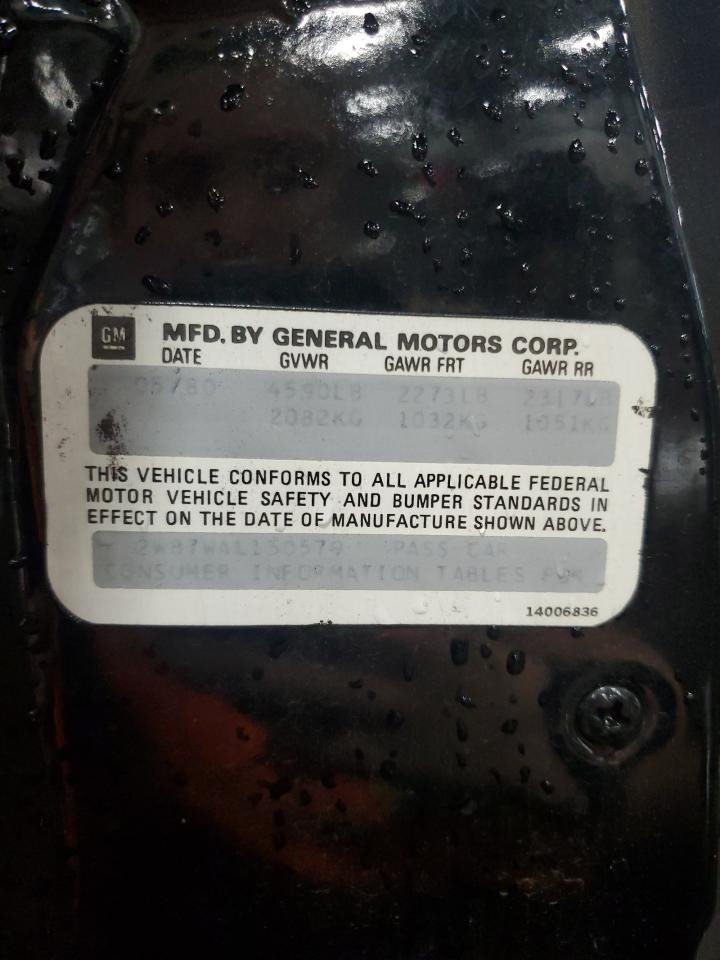 GM
MFD. BY GENERAL MOTORS CORP.
DATE GVWR GAWR FRT GAWR RR
05/80 4590LB 2273LB 2317LB
2082KG 1032KG 1051KG
THIS VEHICLE CONFORMS TO ALL APPLICABLE FEDERAL
MOTOR VEHICLE SAFETY AND BUMPER STANDARDS IN
EFFECT ON THE DATE OF MANUFACTURE SHOWN ABOVE.
2W87WAL150579 PASS CAR
CONSUMER INFORMATION TABLES
14006836